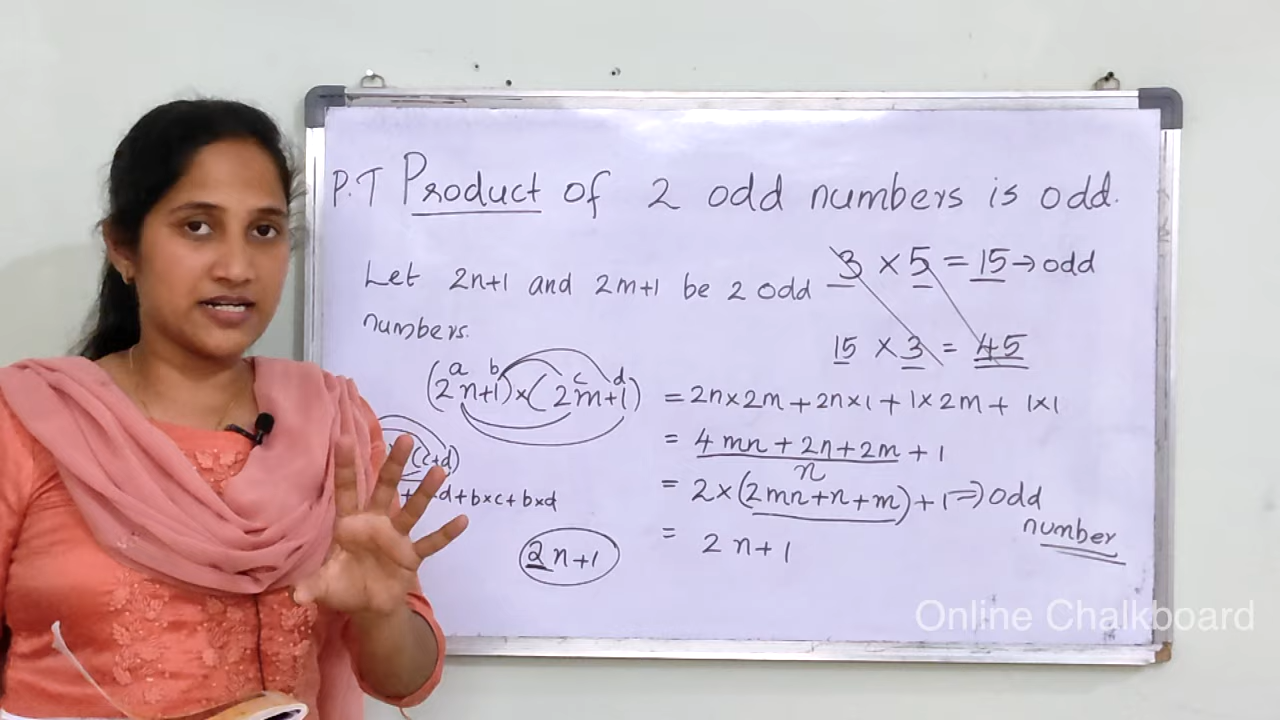 P.T Product of 2 odd numbers is odd.
Let 2n+1 and 2m+1 be 2 odd
numbers.
3 × 5 = 15 → odd
15 × 3 = 45
a b c d
(2n+1)×(2m+1) = 2n×2m + 2n×1 + 1×2m + 1×1
= 4mn + 2n + 2m + 1
n
= 2×(2mn+n+m)+1 ⇒ odd
number
= 2n+1
(c+d)
d+b×c+b×d
2n+1
Online Chalkboard